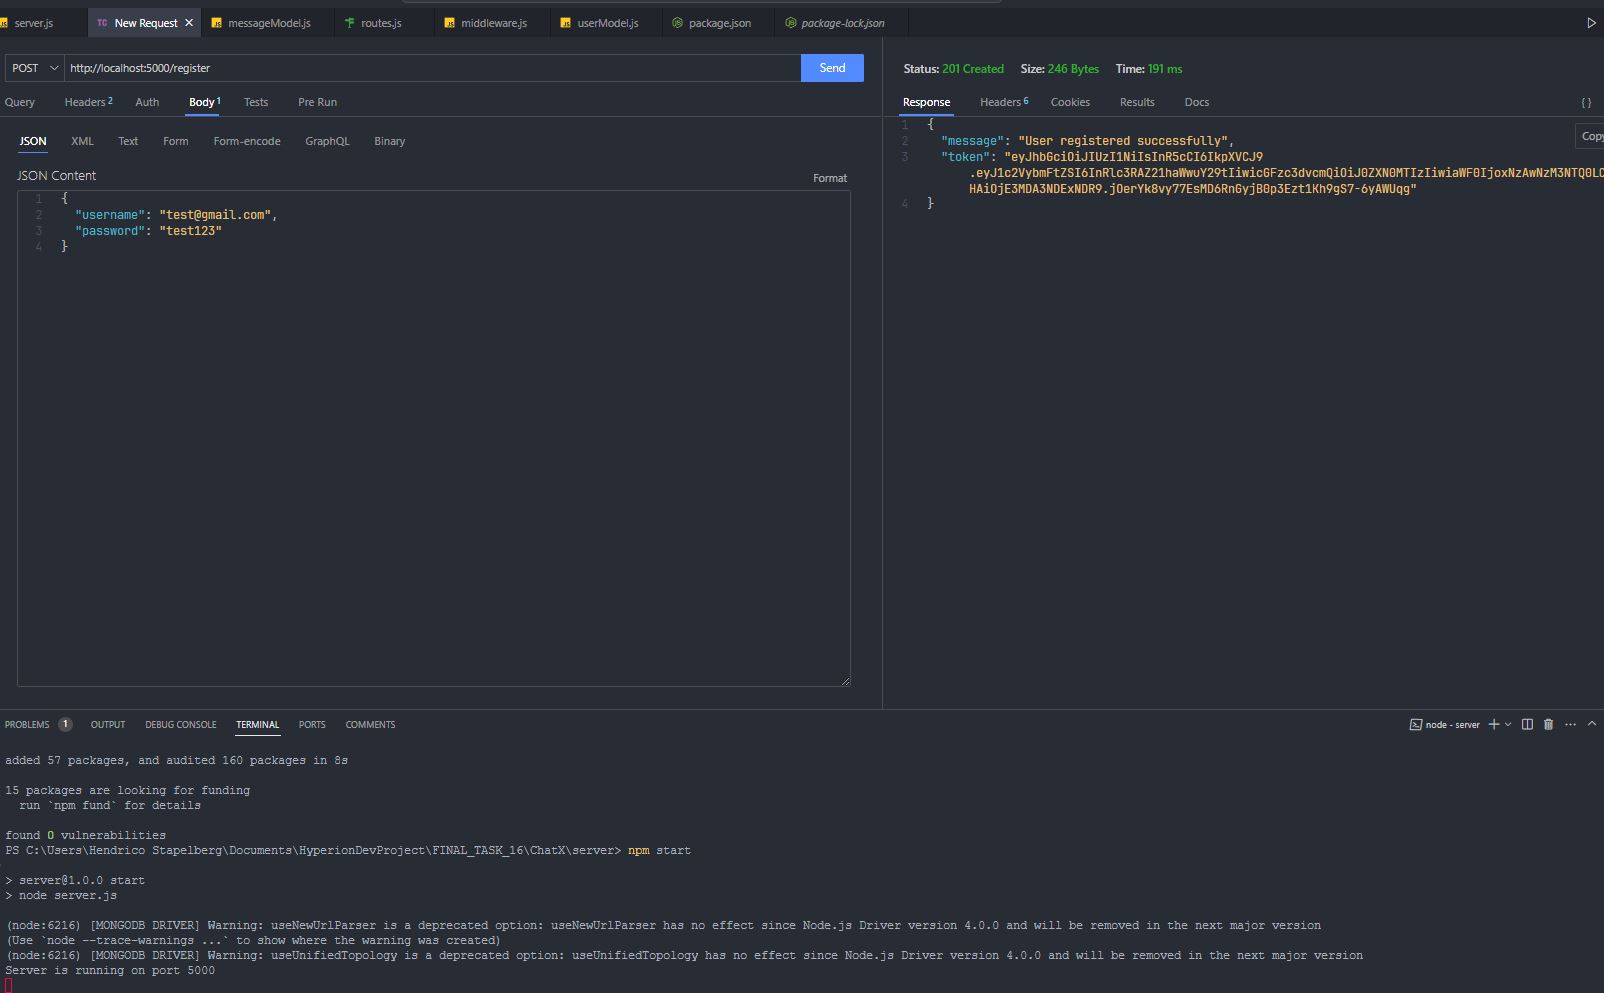 server.js
TC New Request × JS messageModel.js routes.js JS middleware.js JS userModel.js package.json package-lock.json
POST http://localhost:5000/register Send
Query Headers 2 Auth Body 1 Tests Pre Run
JSON XML Text Form Form-encode GraphQL Binary
JSON Content
Format
1 {
2 "username": "test@gmail.com",
3 "password": "test123"
4 }
Status: 201 Created Size: 246 Bytes Time: 191 ms
Response Headers 6 Cookies Results Docs { }
Copy
1 {
2 "message": "User registered successfully",
3 "token": "eyJhbGciOiJIUzI1NiIsInR5cCI6IkpXVCJ9
.eyJ1c2VybmFtZSI6InRlc3RAZ21haWwuY29tIiwicGFzc3dvcmQiOiJ0ZXN0MTIzIiwiaWF0IjoxNzAwNzM3NTQ0LC
HAiOjE3MDA3NDExNDR9.jOerYk8vy77EsMD6RnGyjB0p3Ezt1Kh9gS7-6yAWUqg"
4 }
PROBLEMS 1 OUTPUT DEBUG CONSOLE TERMINAL PORTS COMMENTS
node - server
added 57 packages, and audited 160 packages in 8s
15 packages are looking for funding
run `npm fund` for details
found 0 vulnerabilities
PS C:\Users\Hendrico Stapelberg\Documents\HyperionDevProject\FINAL_TASK_16\ChatX\server> npm start
> server@1.0.0 start
> node server.js
(node:6216) [MONGODB DRIVER] Warning: useNewUrlParser is a deprecated option: useNewUrlParser has no effect since Node.js Driver version 4.0.0 and will be removed in the next major version
(Use `node --trace-warnings ...` to show where the warning was created)
(node:6216) [MONGODB DRIVER] Warning: useUnifiedTopology is a deprecated option: useUnifiedTopology has no effect since Node.js Driver version 4.0.0 and will be removed in the next major version
Server is running on port 5000